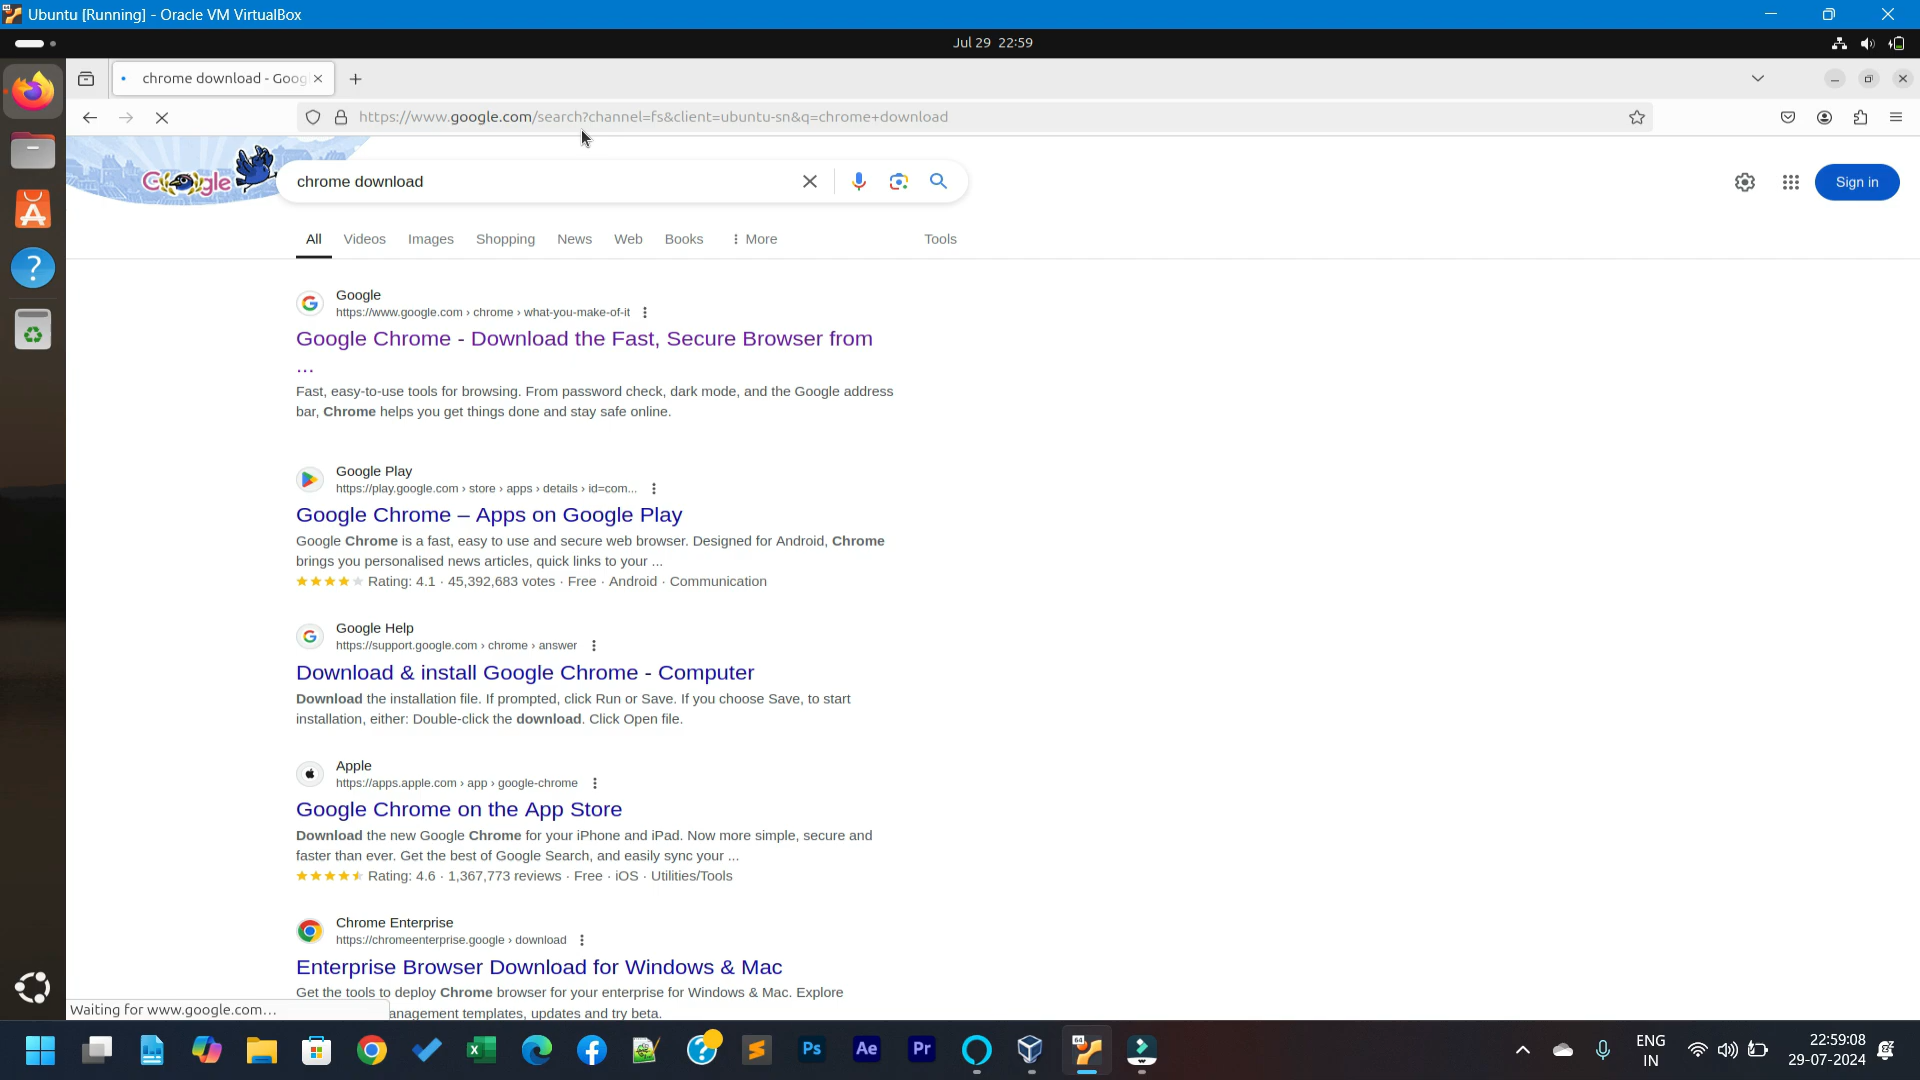 Ubuntu [Running] - Oracle VM VirtualBox
Jul 29 22:59
chrome download - Goog
https://www.google.com/search?channel=fs&client=ubuntu-sn&q=chrome+download
Google
chrome download
Sign in
All Videos Images Shopping News Web Books More Tools
Google
https://www.google.com › chrome › what-you-make-of-it
Google Chrome - Download the Fast, Secure Browser from
...
Fast, easy-to-use tools for browsing. From password check, dark mode, and the Google address
bar, Chrome helps you get things done and stay safe online.
Google Play
https://play.google.com › store › apps › details › id=com...
Google Chrome – Apps on Google Play
Google Chrome is a fast, easy to use and secure web browser. Designed for Android, Chrome
brings you personalised news articles, quick links to your ...
Rating: 4.1 · 45,392,683 votes · Free · Android · Communication
Google Help
https://support.google.com › chrome › answer
Download & install Google Chrome - Computer
Download the installation file. If prompted, click Run or Save. If you choose Save, to start
installation, either: Double-click the download. Click Open file.
Apple
https://apps.apple.com › app › google-chrome
Google Chrome on the App Store
Download the new Google Chrome for your iPhone and iPad. Now more simple, secure and
faster than ever. Get the best of Google Search, and easily sync your ...
Rating: 4.6 · 1,367,773 reviews · Free · iOS · Utilities/Tools
Chrome Enterprise
https://chromeenterprise.google › download
Enterprise Browser Download for Windows & Mac
Get the tools to deploy Chrome browser for your enterprise for Windows & Mac. Explore
Waiting for www.google.com...
anagement templates, updates and try beta.
Ps Ae Pr
64
ENG
IN
22:59:08
29-07-2024